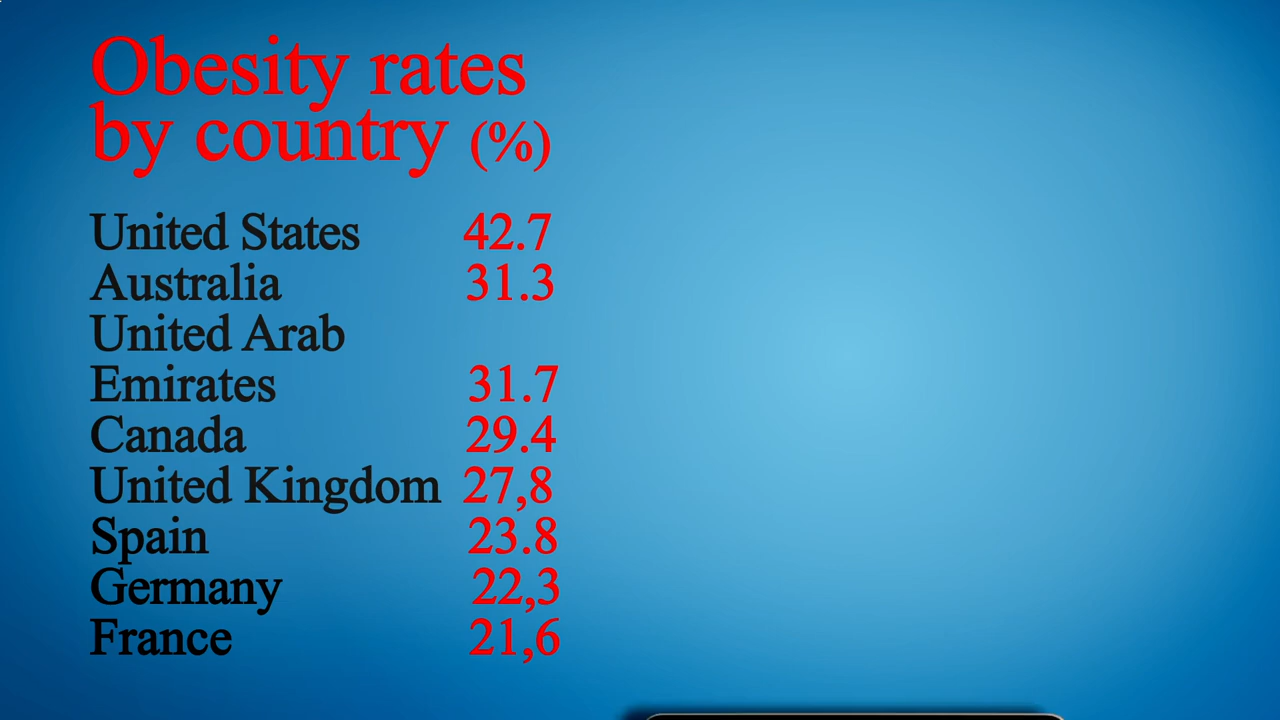 Obesity rates
by country (%)
United States 42.7
Australia 31.3
United Arab
Emirates 31.7
Canada 29.4
United Kingdom 27,8
Spain 23.8
Germany 22,3
France 21,6